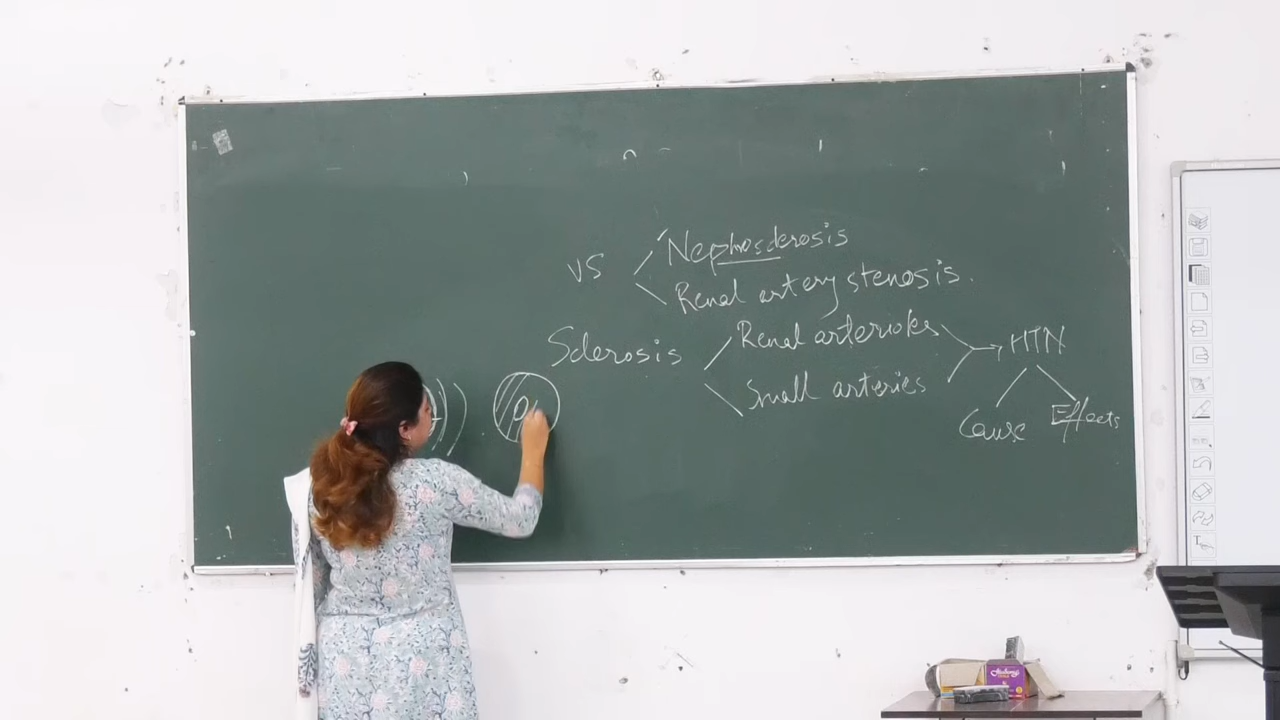 VS
Nephrosclerosis
Renal artery stenosis.
Sclerosis
Renal arterioles
Small arteries
HTN
Cause
Effects